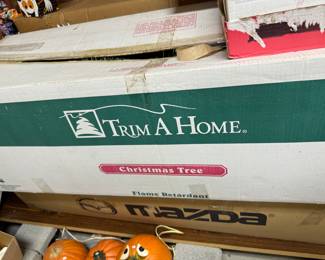 TRIM A HOME®
Christmas Tree
Flame Retardant
mazda